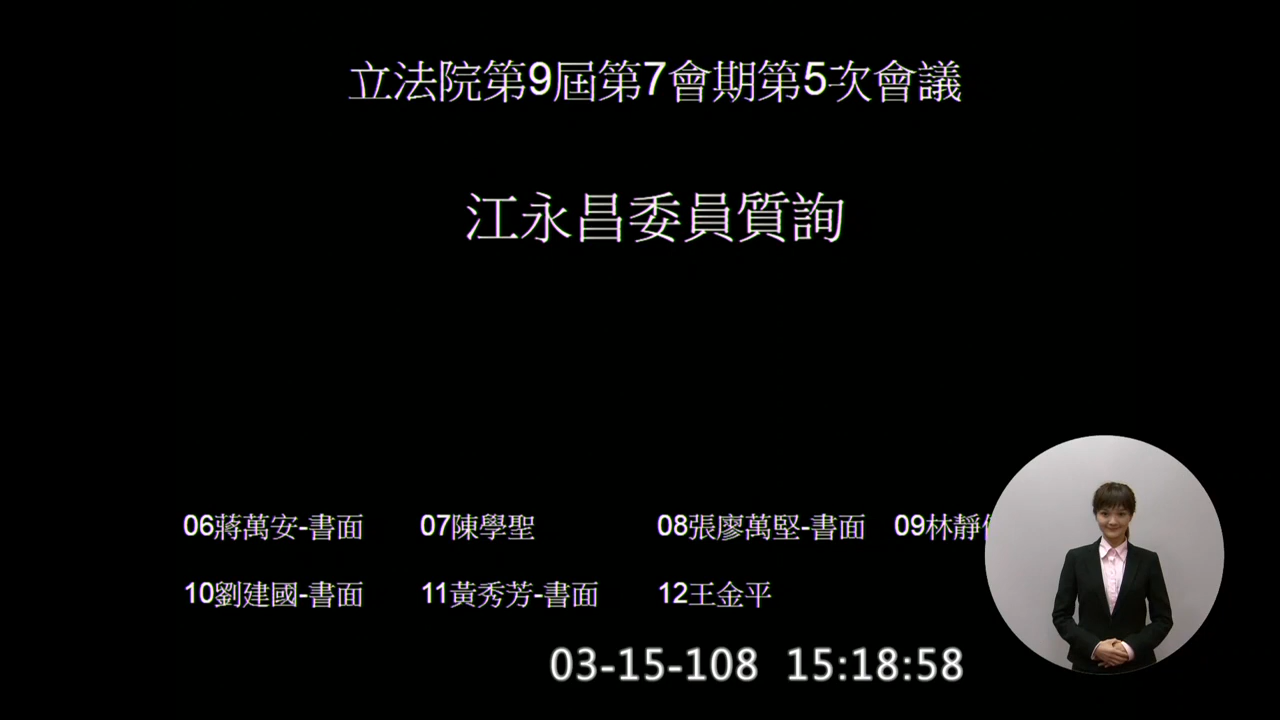 立法院第9屆第7會期第5次會議
江永昌委員質詢
06蔣萬安-書面 07陳學聖 08張廖萬堅-書面 09林靜
10劉建國-書面 11黃秀芳-書面 12王金平
03-15-108 15:18:58